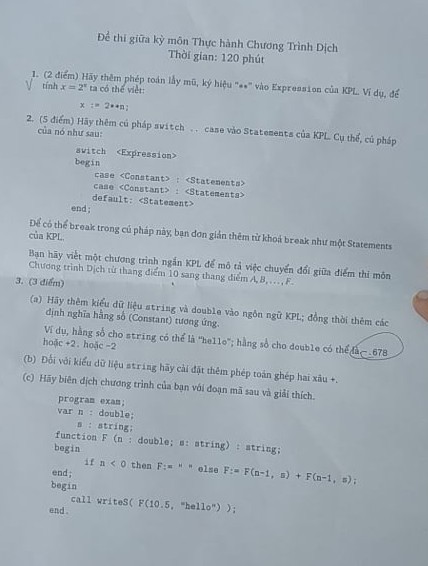 Đề thi giữa kỳ môn Thực hành Chương Trình Dịch
Thời gian: 120 phút
1. (2 điểm) Hãy thêm phép toán lấy mũ, ký hiệu "**" vào Expression của KPL. Ví dụ, để
tính x = 2ⁿ ta có thể viết:
x := 2**n;
2. (5 điểm) Hãy thêm cú pháp switch .. case vào Statements của KPL. Cụ thể, cú pháp
của nó như sau:
switch <Expression>
begin
case <Constant> : <Statements>
case <Constant> : <Statements>
default: <Statement>
end;
Để có thể break trong cú pháp này, bạn đơn giản thêm từ khoá break như một Statements
của KPL.
Bạn hãy viết một chương trình ngắn KPL để mô tả việc chuyển đổi giữa điểm thi môn
Chương trình Dịch từ thang điểm 10 sang thang điểm A, B, ..., F.
3. (3 điểm)
(a) Hãy thêm kiểu dữ liệu string và double vào ngôn ngữ KPL; đồng thời thêm các
định nghĩa hằng số (Constant) tương ứng.
Ví dụ, hằng số cho string có thể là "hello"; hằng số cho double có thể là -.678
hoặc +2. hoặc -2
(b) Đối với kiểu dữ liệu string hãy cài đặt thêm phép toán ghép hai xâu +.
(c) Hãy biên dịch chương trình của bạn với đoạn mã sau và giải thích.
program exam;
var n : double;
s : string;
function F (n : double; s: string) : string;
begin
if n < 0 then F:= " " else F:= F(n-1, s) + F(n-1, s);
end;
begin
call writeS( F(10.5, "hello") );
end.